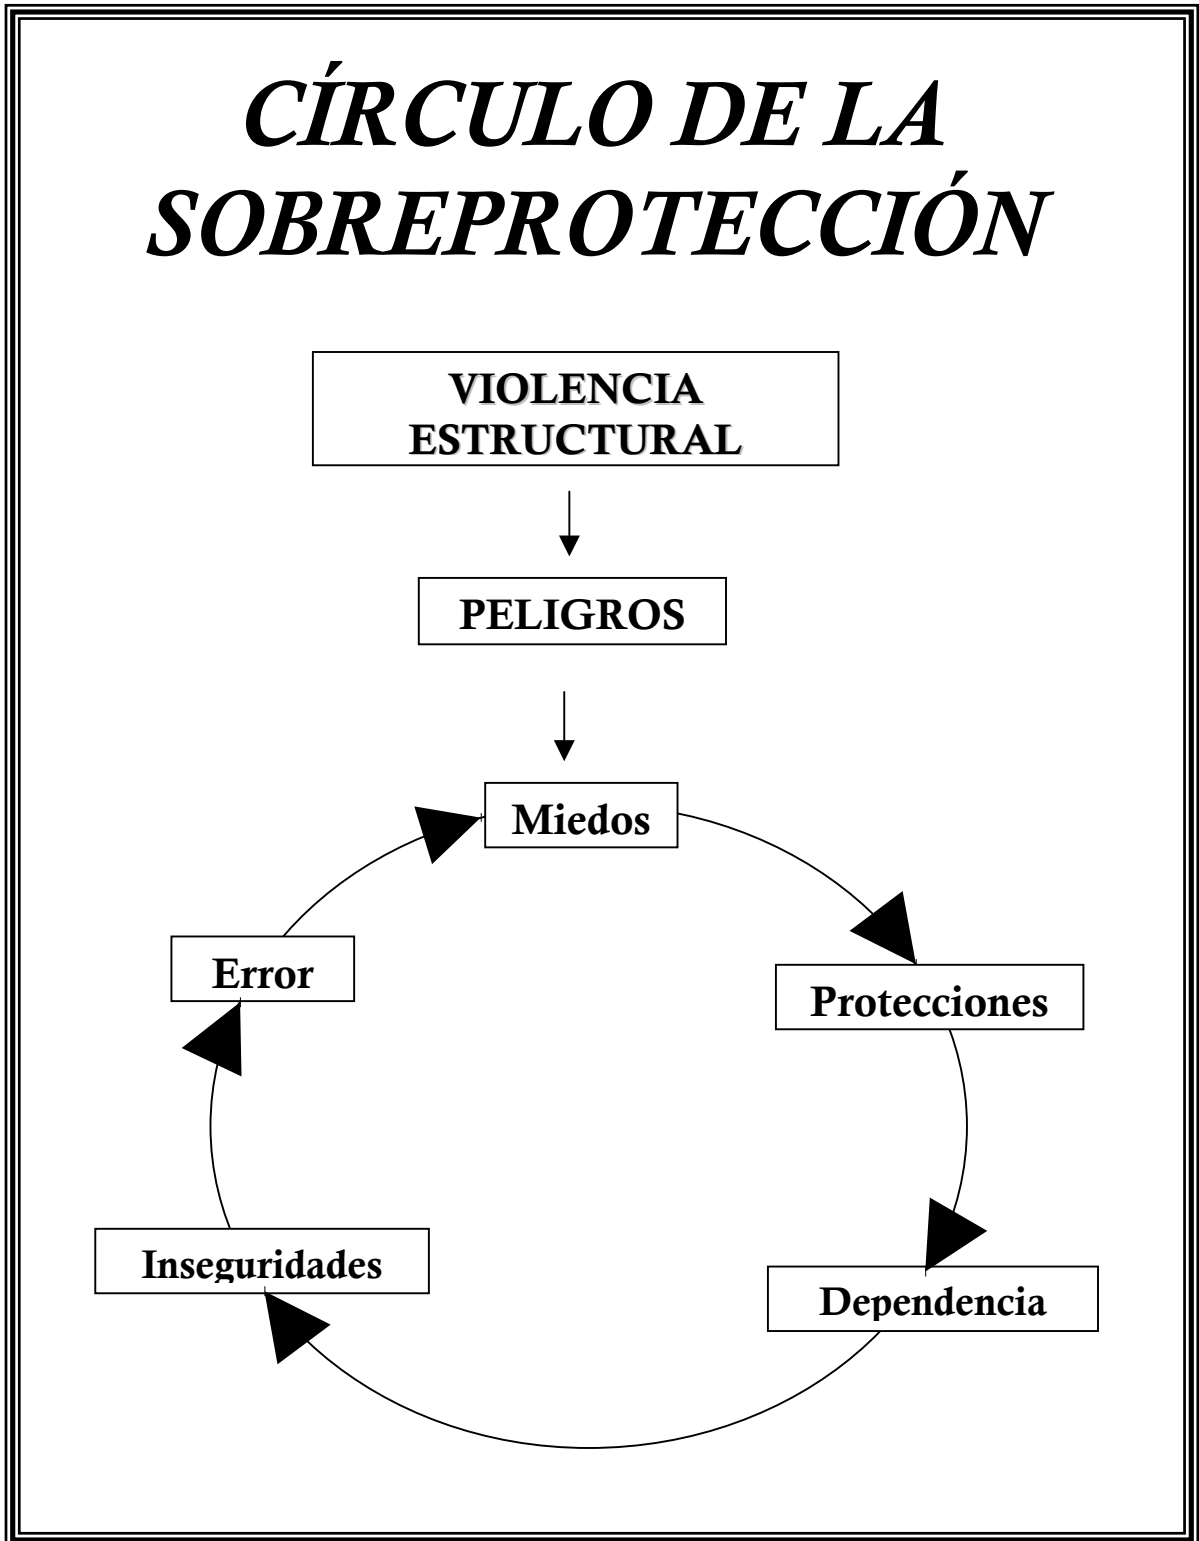 CÍRCULO DE LA
SOBREPROTECCIÓN
VIOLENCIA
ESTRUCTURAL
PELIGROS
Miedos
Error
Protecciones
Inseguridades
Dependencia